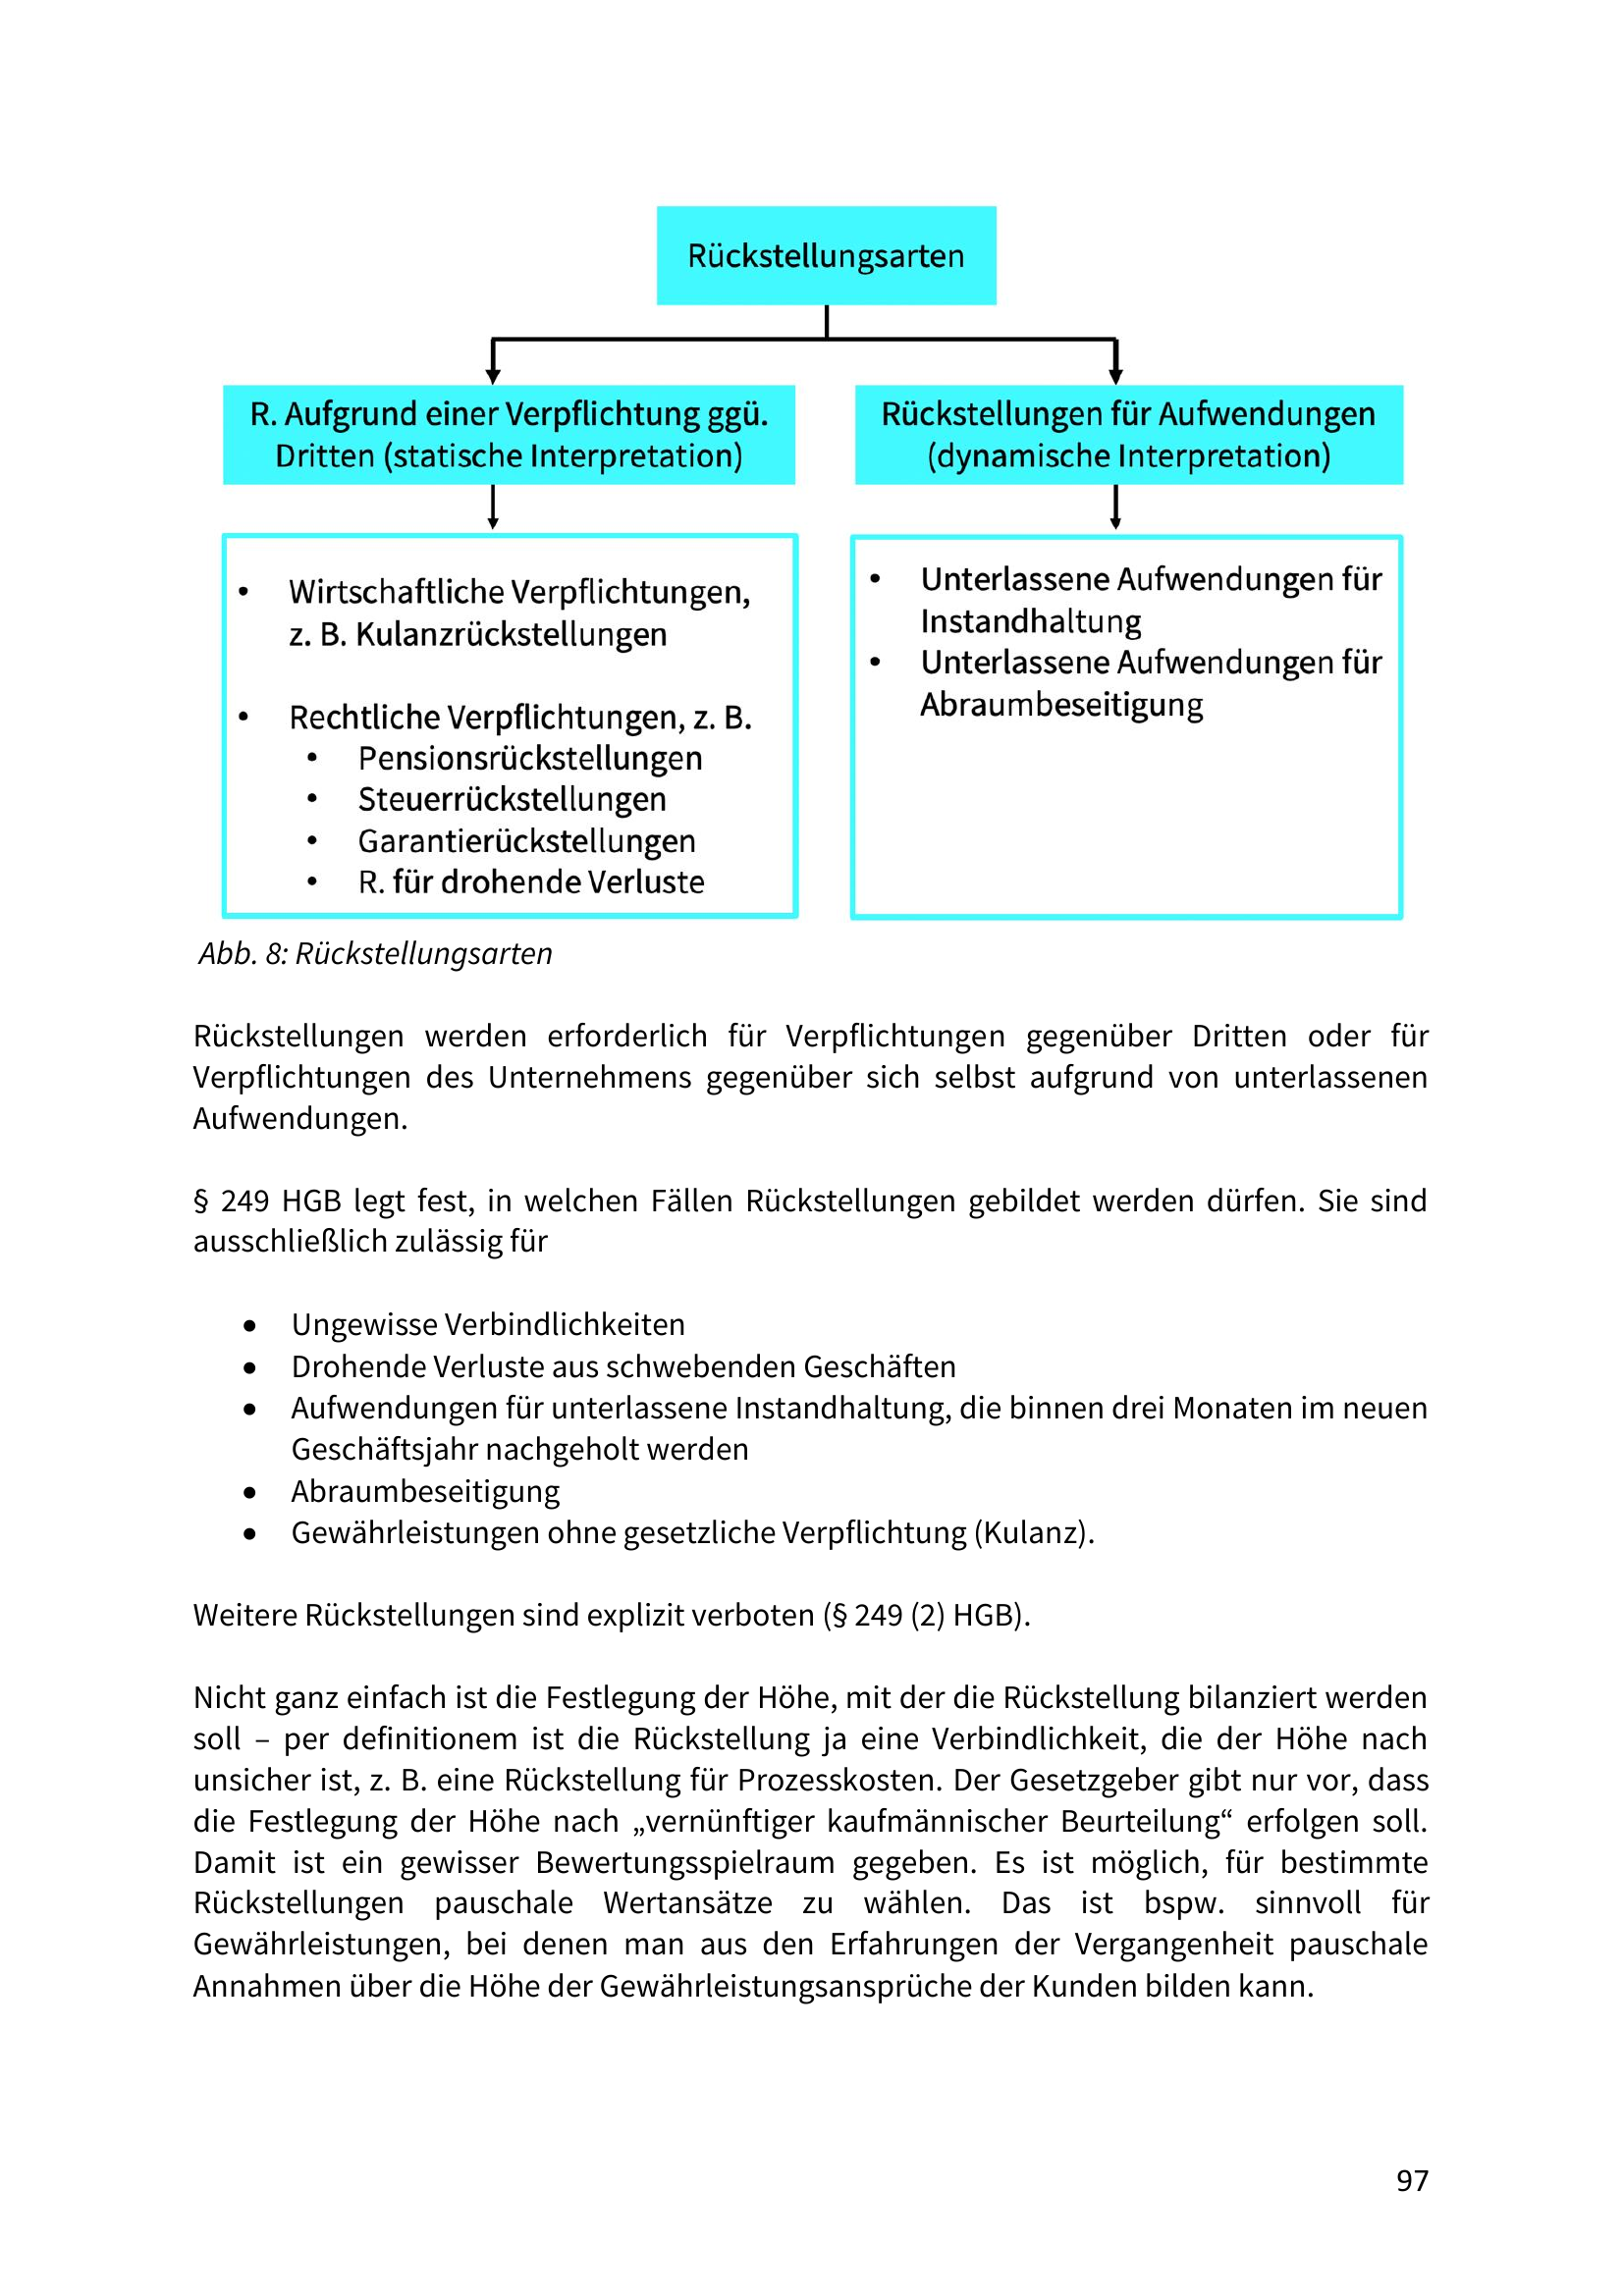 Rückstellungsarten
R. Aufgrund einer Verpflichtung ggü.
Dritten (statische Interpretation)
Rückstellungen für Aufwendungen
(dynamische Interpretation)
• Wirtschaftliche Verpflichtungen,
z. B. Kulanzrückstellungen
• Rechtliche Verpflichtungen, z. B.
• Pensionsrückstellungen
• Steuerrückstellungen
• Garantierückstellungen
• R. für drohende Verluste
• Unterlassene Aufwendungen für
Instandhaltung
• Unterlassene Aufwendungen für
Abraumbeseitigung
Abb. 8: Rückstellungsarten
Rückstellungen werden erforderlich für Verpflichtungen gegenüber Dritten oder für
Verpflichtungen des Unternehmens gegenüber sich selbst aufgrund von unterlassenen
Aufwendungen.
§ 249 HGB legt fest, in welchen Fällen Rückstellungen gebildet werden dürfen. Sie sind
ausschließlich zulässig für
• Ungewisse Verbindlichkeiten
• Drohende Verluste aus schwebenden Geschäften
• Aufwendungen für unterlassene Instandhaltung, die binnen drei Monaten im neuen
Geschäftsjahr nachgeholt werden
• Abraumbeseitigung
• Gewährleistungen ohne gesetzliche Verpflichtung (Kulanz).
Weitere Rückstellungen sind explizit verboten (§ 249 (2) HGB).
Nicht ganz einfach ist die Festlegung der Höhe, mit der die Rückstellung bilanziert werden
soll – per definitionem ist die Rückstellung ja eine Verbindlichkeit, die der Höhe nach
unsicher ist, z. B. eine Rückstellung für Prozesskosten. Der Gesetzgeber gibt nur vor, dass
die Festlegung der Höhe nach „vernünftiger kaufmännischer Beurteilung“ erfolgen soll.
Damit ist ein gewisser Bewertungsspielraum gegeben. Es ist möglich, für bestimmte
Rückstellungen pauschale Wertansätze zu wählen. Das ist bspw. sinnvoll für
Gewährleistungen, bei denen man aus den Erfahrungen der Vergangenheit pauschale
Annahmen über die Höhe der Gewährleistungsansprüche der Kunden bilden kann.
97